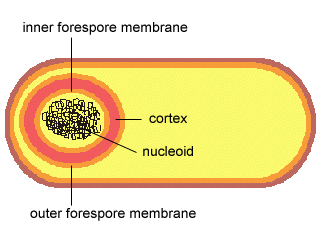 inner forespore membrane
cortex
nucleoid
outer forespore membrane